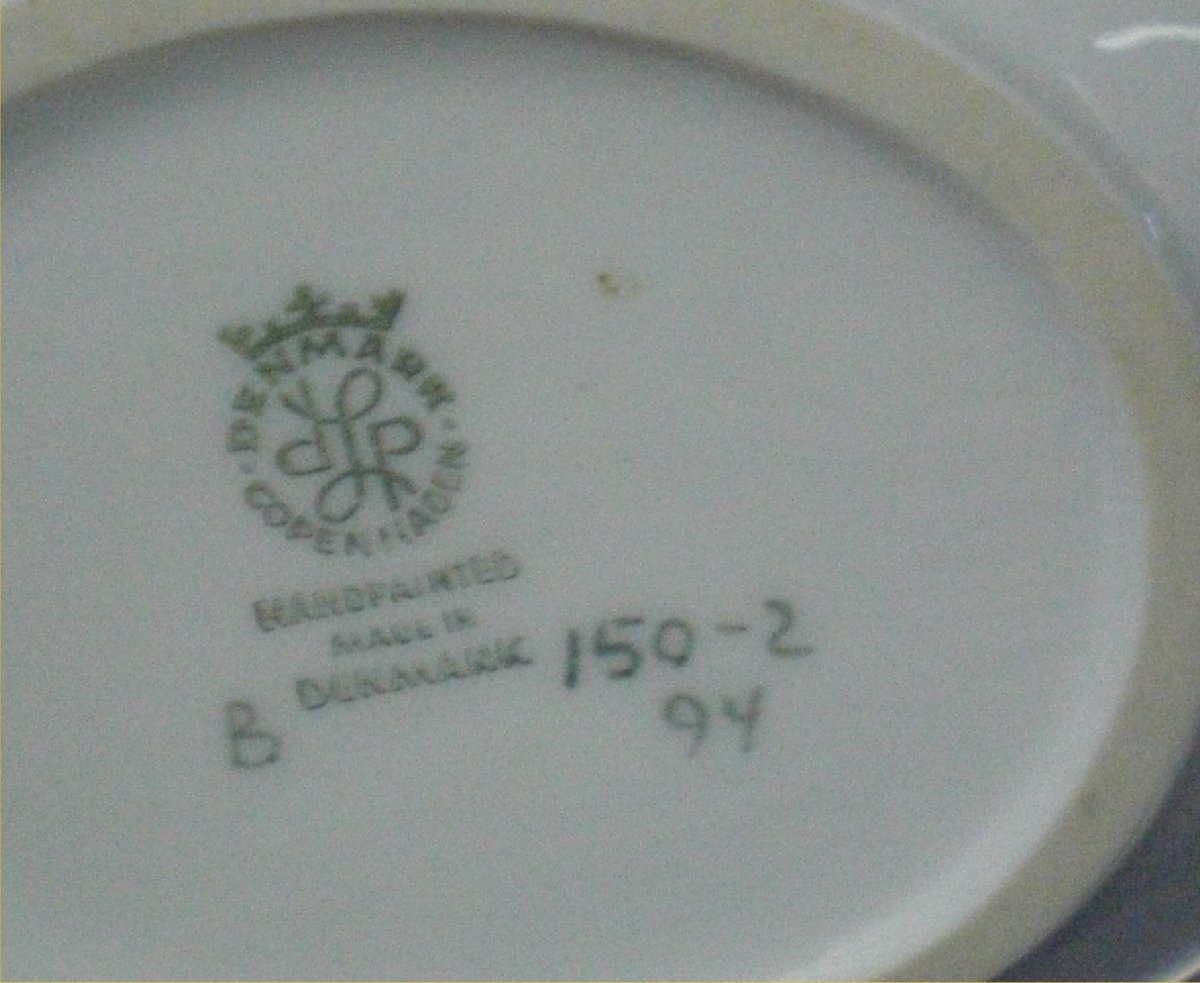 DENMARK
COPENHAGEN
HANDPAINTED
MADE IN
DENMARK
150-2
94
B